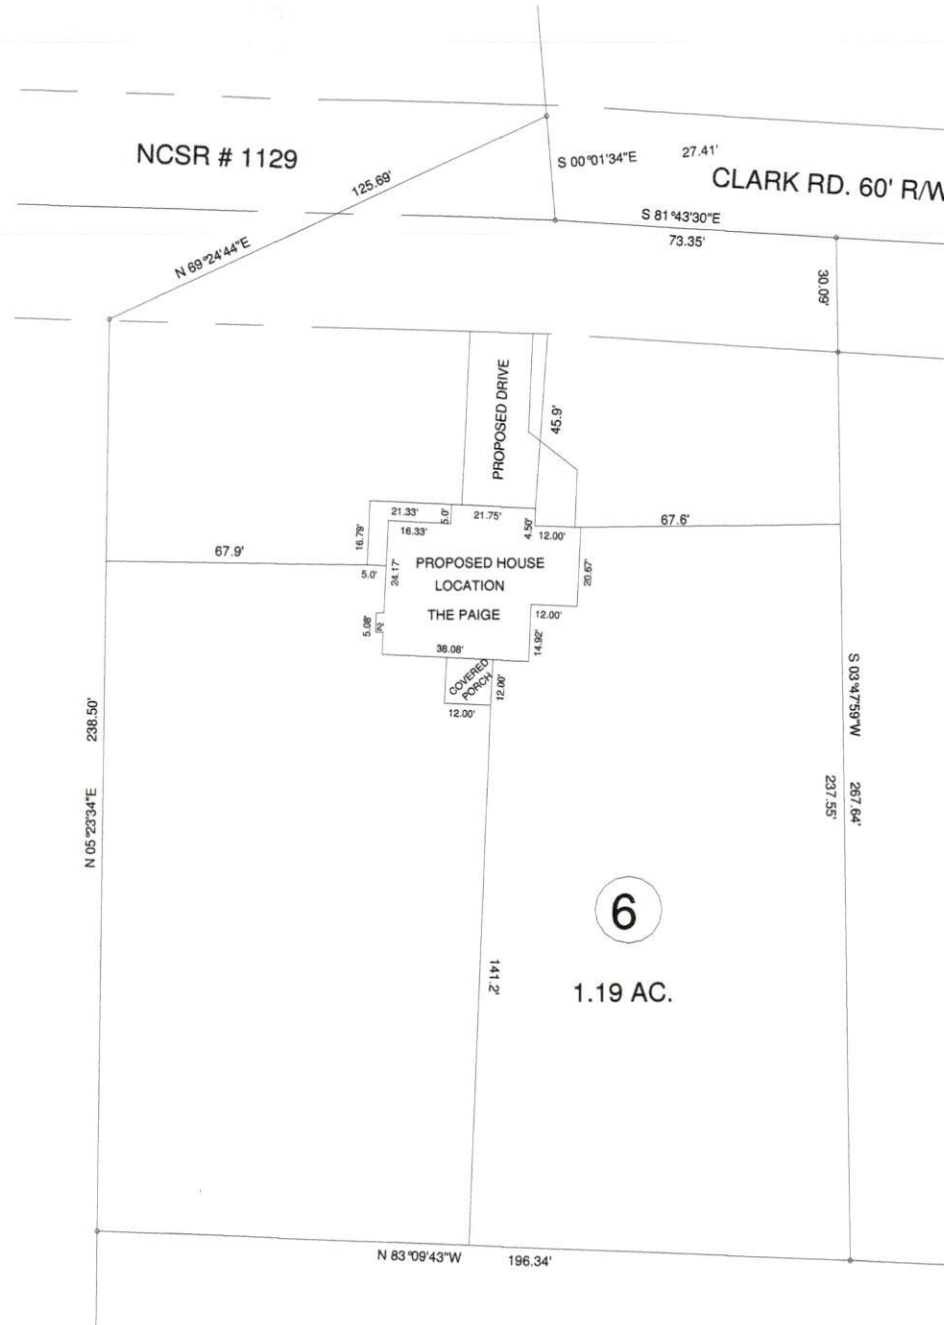 NCSR # 1129
125.69'
S 00°01'34"E
27.41'
CLARK RD. 60' R/W
N 69°24'44"E
S 81°43'30"E
73.35'
30.09'
PROPOSED DRIVE
45.9'
21.33'
5.0'
21.75'
4.50'
12.00'
67.6'
16.79'
16.33'
67.9'
5.0'
24.17'
PROPOSED HOUSE
LOCATION
THE PAIGE
20.67'
5.08'
12.00'
14.92'
38.08'
COVERED
PORCH
12.00'
12.00'
S 03°47'59"W
267.64'
237.55'
238.50'
N 05°23'34"E
6
1.19 AC.
141.2'
N 83°09'43"W
196.34'